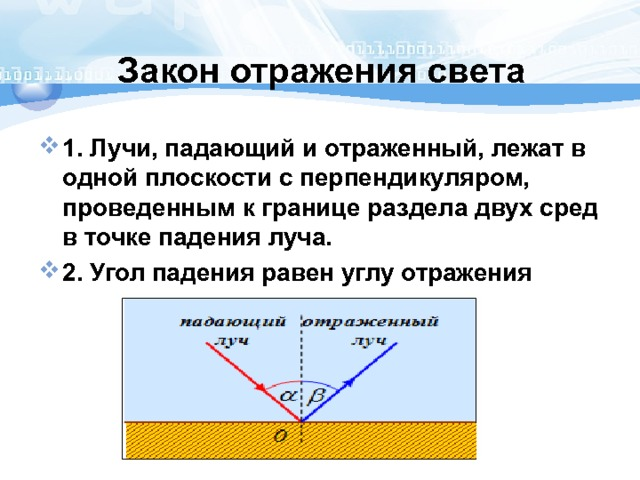 Закон отражения света
1. Лучи, падающий и отраженный, лежат в
одной плоскости с перпендикуляром,
проведенным к границе раздела двух сред
в точке падения луча.
2. Угол падения равен углу отражения
падающий отраженный
луч луч
α β
0